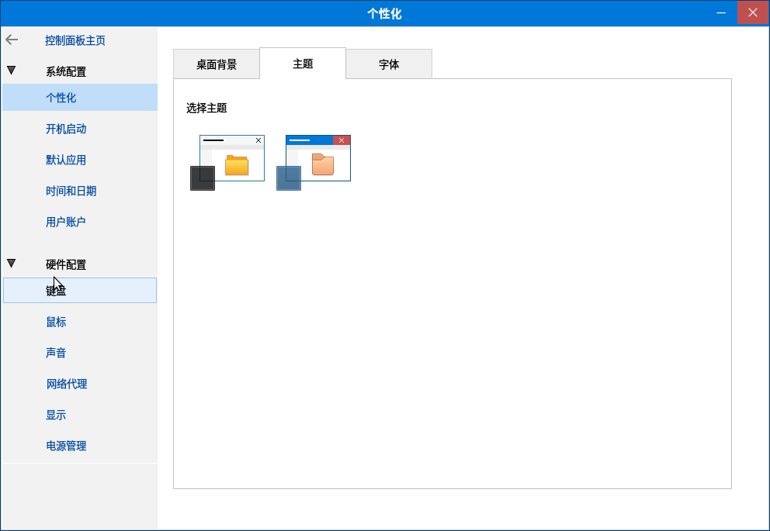 个性化
控制面板主页
系统配置
个性化
开机启动
默认应用
时间和日期
用户账户
硬件配置
键盘
鼠标
声音
网络代理
显示
电源管理
桌面背景
主题
字体
选择主题